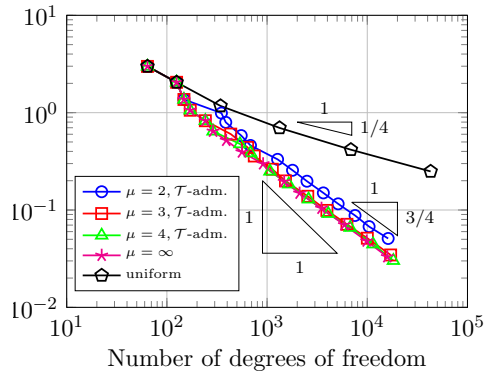 10^1
10^0
10^-1
10^-2
1
1/4
1
3/4
1
1
μ = 2, 𝒯-adm.
μ = 3, 𝒯-adm.
μ = 4, 𝒯-adm.
μ = ∞
uniform
10^1 10^2 10^3 10^4 10^5
Number of degrees of freedom